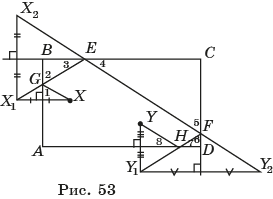 X₂
B E C
3 4
2
G
1
X₁ X
Y 5
F
H 6
8 7
A D
Y₁ Y₂
Рис. 53